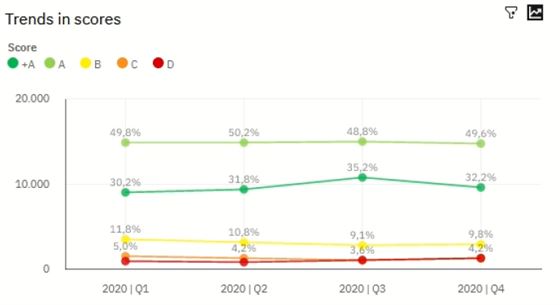 Trends in scores
Score
+A A B C D
20.000
49,8% 50,2% 48,8% 49,6%
10.000
30,2% 31,8% 35,2% 32,2%
11,8% 10,8% 9,1% 9,8%
5,0% 4,2% 3,6% 4,2%
0
2020 | Q1 2020 | Q2 2020 | Q3 2020 | Q4